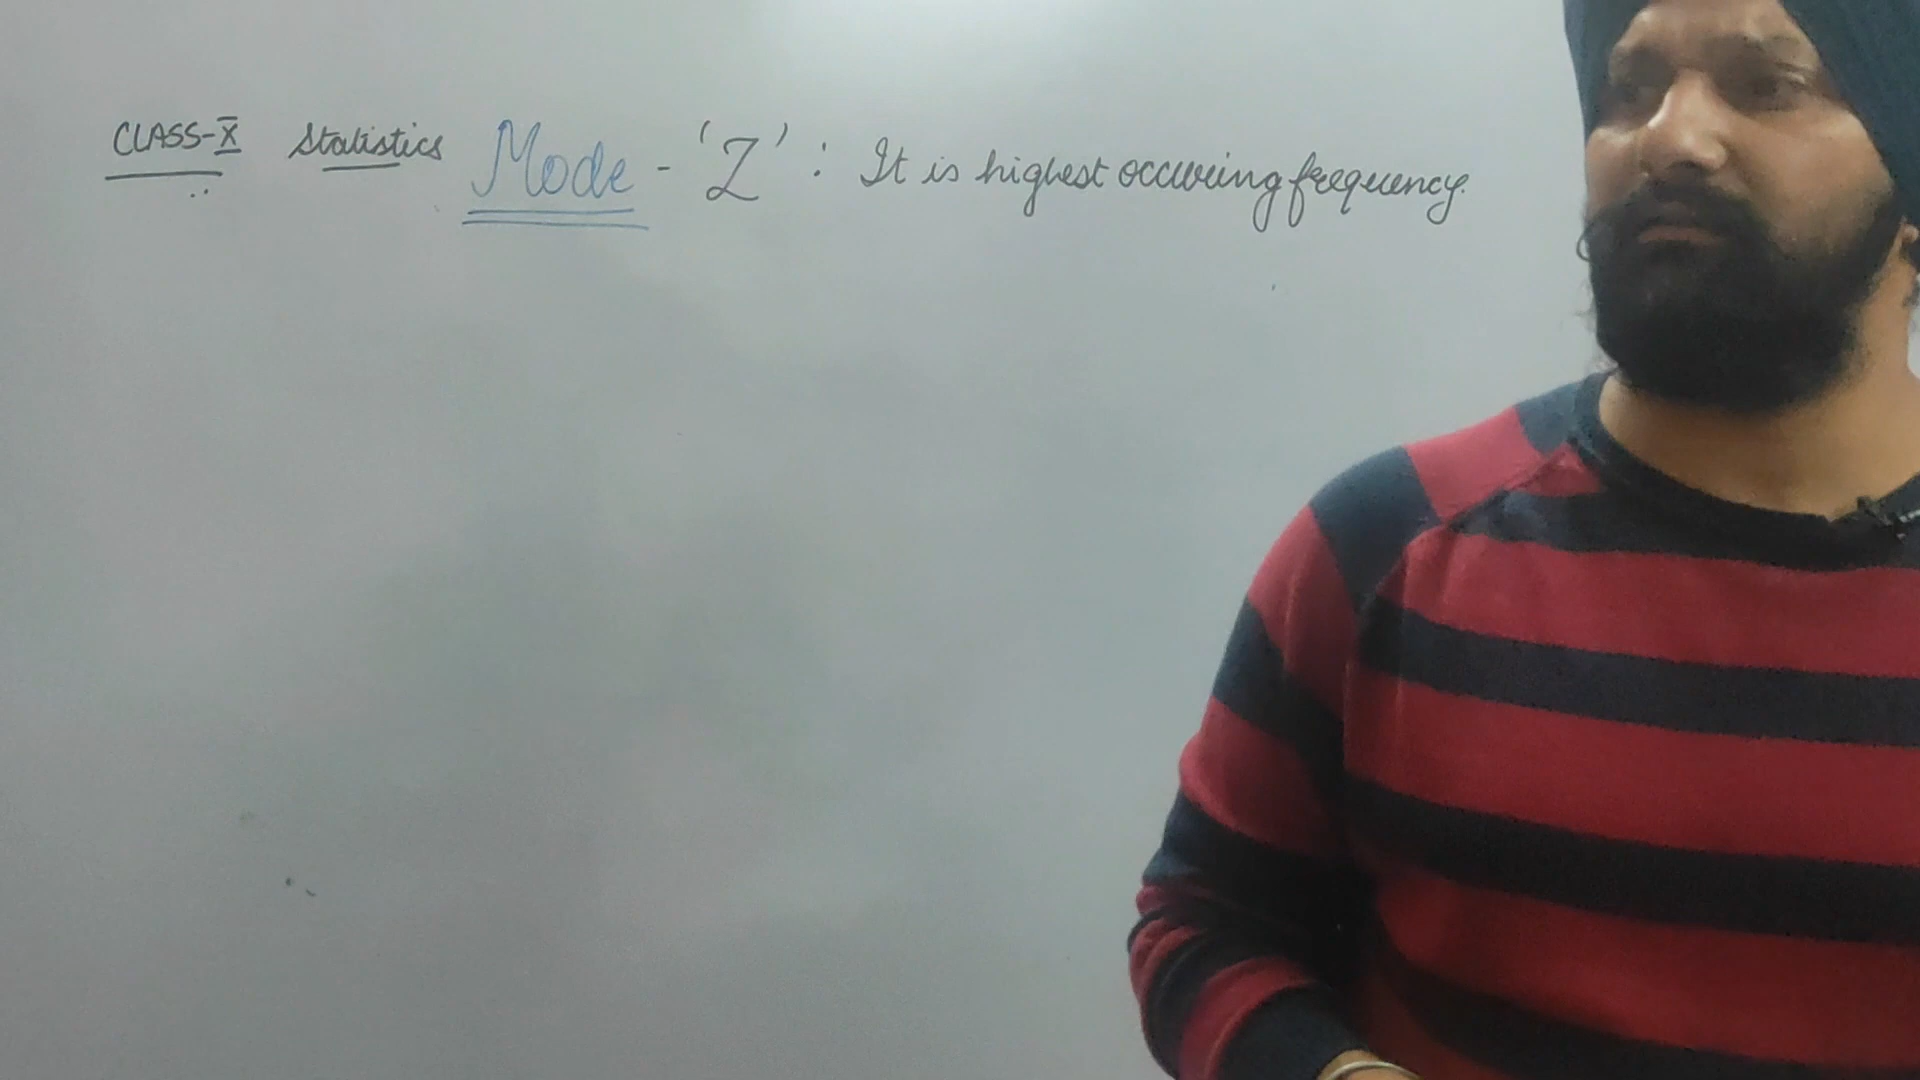 CLASS-X Statistics Mode - 'Z' : It is highest occuring frequency.